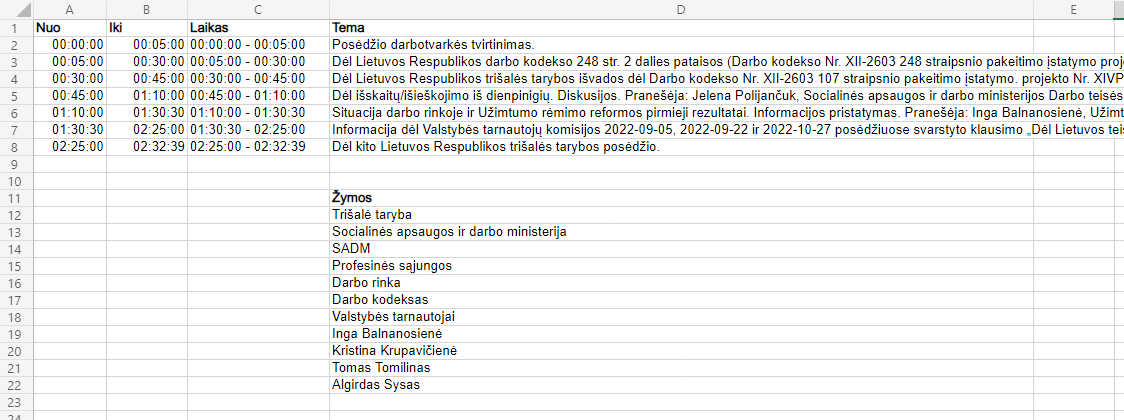 A B C D E
1 Nuo Iki Laikas Tema
2 00:00:00 00:05:00 00:00:00 - 00:05:00 Posėdžio darbotvarkės tvirtinimas.
3 00:05:00 00:30:00 00:05:00 - 00:30:00 Dėl Lietuvos Respublikos darbo kodekso 248 str. 2 dalies pataisos (Darbo kodekso Nr. XII-2603 248 straipsnio pakeitimo įstatymo proj
4 00:30:00 00:45:00 00:30:00 - 00:45:00 Dėl Lietuvos Respublikos trišalės tarybos išvados dėl Darbo kodekso Nr. XII-2603 107 straipsnio pakeitimo įstatymo. projekto Nr. XIVP
5 00:45:00 01:10:00 00:45:00 - 01:10:00 Dėl išskaitų/išieškojimo iš dienpinigių. Diskusijos. Pranešėja: Jelena Polijančuk, Socialinės apsaugos ir darbo ministerijos Darbo teisės
6 01:10:00 01:30:30 01:10:00 - 01:30:30 Situacija darbo rinkoje ir Užimtumo rėmimo reformos pirmieji rezultatai. Informacijos pristatymas. Pranešėja: Inga Balnanosienė, Užimt
7 01:30:30 02:25:00 01:30:30 - 02:25:00 Informacija dėl Valstybės tarnautojų komisijos 2022-09-05, 2022-09-22 ir 2022-10-27 posėdžiuose svarstyto klausimo „Dėl Lietuvos teis
8 02:25:00 02:32:39 02:25:00 - 02:32:39 Dėl kito Lietuvos Respublikos trišalės tarybos posėdžio.
9
10
11 Žymos
12 Trišalė taryba
13 Socialinės apsaugos ir darbo ministerija
14 SADM
15 Profesinės sąjungos
16 Darbo rinka
17 Darbo kodeksas
18 Valstybės tarnautojai
19 Inga Balnanosienė
20 Kristina Krupavičienė
21 Tomas Tomilinas
22 Algirdas Sysas
23
24